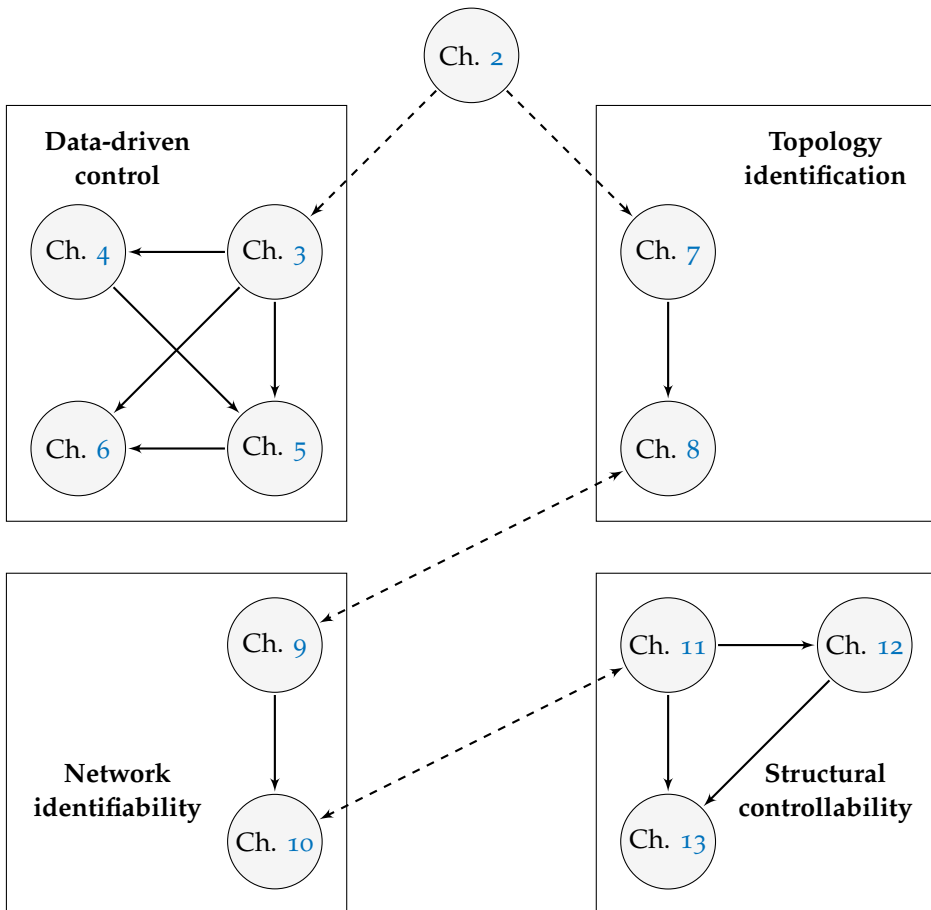 Ch. 2
Data-driven
control
Topology
identification
Ch. 4
Ch. 3
Ch. 7
Ch. 6
Ch. 5
Ch. 8
Ch. 9
Ch. 11
Ch. 12
Network
identifiability
Structural
controllability
Ch. 10
Ch. 13